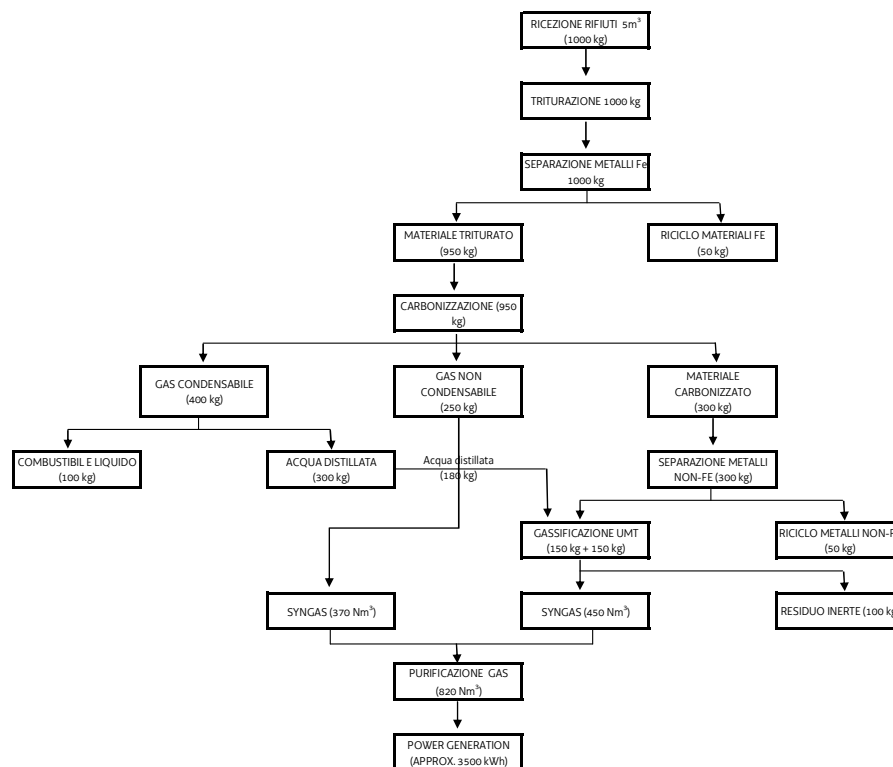 RICEZIONE RIFIUTI 5m³
(1000 kg)
TRITURAZIONE 1000 kg
SEPARAZIONE METALLI Fe
1000 kg
MATERIALE TRITURATO
(950 kg)
RICICLO MATERIALI FE
(50 kg)
CARBONIZZAZIONE (950
kg)
GAS CONDENSABILE
(400 kg)
GAS NON
CONDENSABILE
(250 kg)
MATERIALE
CARBONIZZATO
(300 kg)
COMBUSTIBIL E LIQUIDO
(100 kg)
ACQUA DISTILLATA
(300 kg)
Acqua distillata
(180 kg)
SEPARAZIONE METALLI
NON-FE (300 kg)
GASSIFICAZIONE UMT
(150 kg + 150 kg)
RICICLO METALLI NON-F
(50 kg)
SYNGAS (370 Nm³)
SYNGAS (450 Nm³)
RESIDUO INERTE (100 kg
PURIFICAZIONE GAS
(820 Nm³)
POWER GENERATION
(APPROX. 3500 kWh)